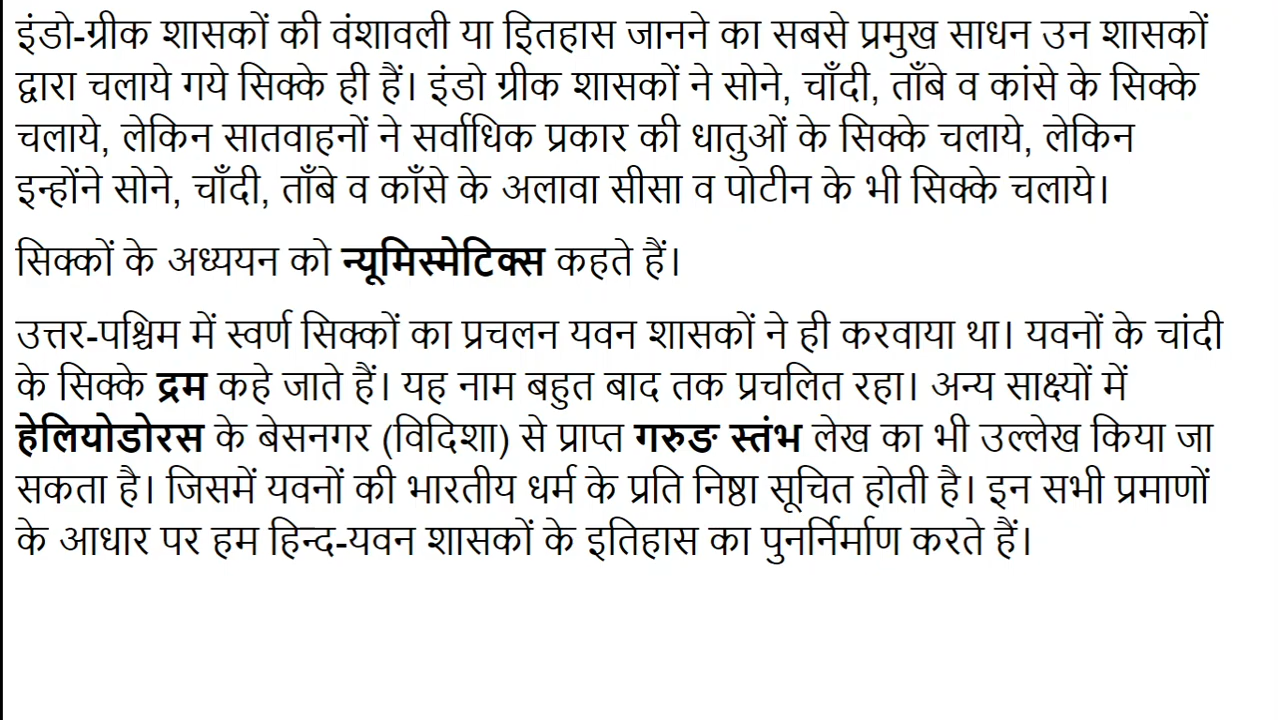 इंडो-ग्रीक शासकों की वंशावली या इितहास जानने का सबसे प्रमुख साधन उन शासकों
द्वारा चलाये गये सिक्के ही हैं। इंडो ग्रीक शासकों ने सोने, चाँदी, ताँबे व कांसे के सिक्के
चलाये, लेकिन सातवाहनों ने सर्वाधिक प्रकार की धातुओं के सिक्के चलाये, लेकिन
इन्होंने सोने, चाँदी, ताँबे व काँसे के अलावा सीसा व पोटीन के भी सिक्के चलाये।
सिक्कों के अध्ययन को न्यूमिस्मेटिक्स कहते हैं।
उत्तर-पश्चिम में स्वर्ण सिक्कों का प्रचलन यवन शासकों ने ही करवाया था। यवनों के चांदी
के सिक्के द्रम कहे जाते हैं। यह नाम बहुत बाद तक प्रचलित रहा। अन्य साक्ष्यों में
हेलियोडोरस के बेसनगर (विदिशा) से प्राप्त गरुङ स्तंभ लेख का भी उल्लेख किया जा
सकता है। जिसमें यवनों की भारतीय धर्म के प्रति निष्ठा सूचित होती है। इन सभी प्रमाणों
के आधार पर हम हिन्द-यवन शासकों के इतिहास का पुनर्निर्माण करते हैं।